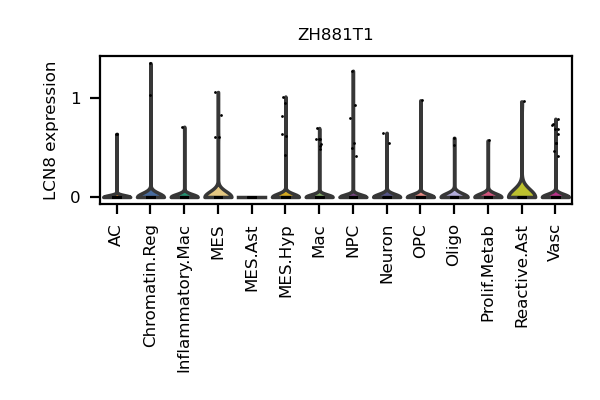 ZH881T1
LCN8 expression
1
0
AC
Chromatin.Reg
Inflammatory.Mac
MES
MES.Ast
MES.Hyp
Mac
NPC
Neuron
OPC
Oligo
Prolif.Metab
Reactive.Ast
Vasc